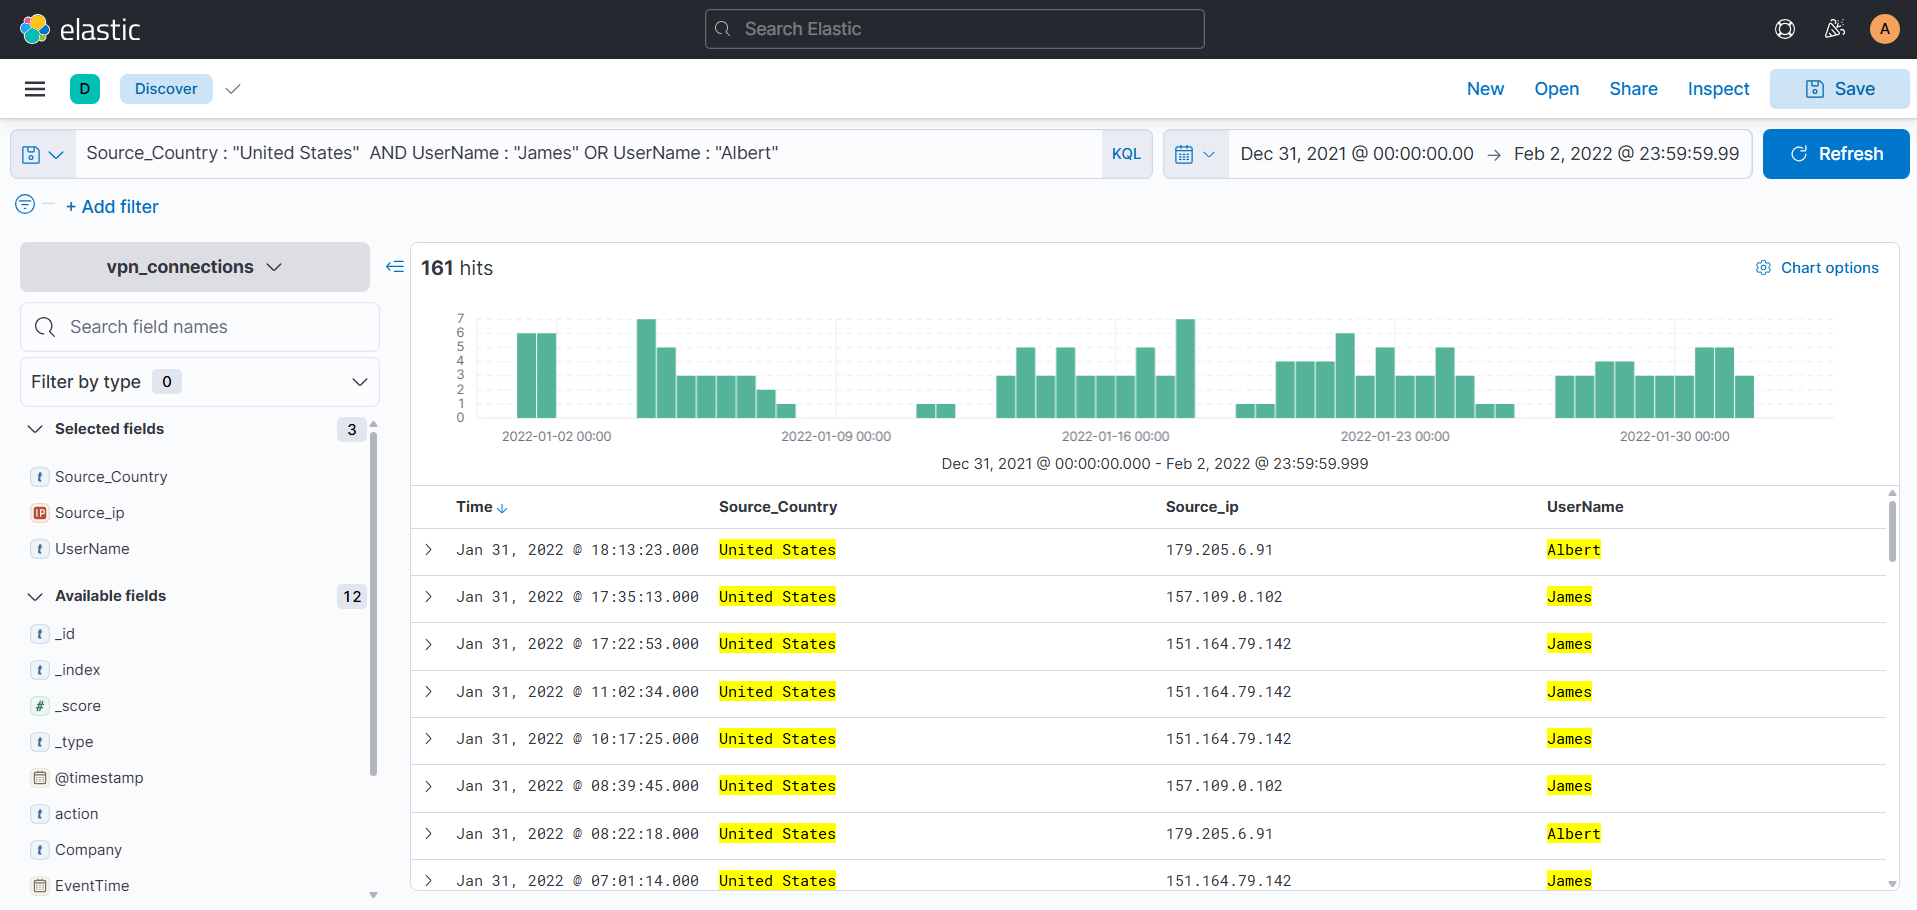 elastic
Search Elastic
A
D
Discover
New
Open
Share
Inspect
Save
Source_Country : "United States"  AND UserName : "James" OR UserName : "Albert"
KQL
Dec 31, 2021 @ 00:00:00.00 → Feb 2, 2022 @ 23:59:59.99
Refresh
+ Add filter
vpn_connections
Search field names
Filter by type 0
Selected fields 3
t Source_Country
IP Source_ip
t UserName
Available fields 12
t _id
t _index
# _score
t _type
@timestamp
t action
t Company
EventTime
161 hits
Chart options
7
6
5
4
3
2
1
0
2022-01-02 00:00
2022-01-09 00:00
2022-01-16 00:00
2022-01-23 00:00
2022-01-30 00:00
Dec 31, 2021 @ 00:00:00.000 - Feb 2, 2022 @ 23:59:59.999
Time ↓ Source_Country Source_ip UserName
Jan 31, 2022 @ 18:13:23.000 United States 179.205.6.91 Albert
Jan 31, 2022 @ 17:35:13.000 United States 157.109.0.102 James
Jan 31, 2022 @ 17:22:53.000 United States 151.164.79.142 James
Jan 31, 2022 @ 11:02:34.000 United States 151.164.79.142 James
Jan 31, 2022 @ 10:17:25.000 United States 151.164.79.142 James
Jan 31, 2022 @ 08:39:45.000 United States 157.109.0.102 James
Jan 31, 2022 @ 08:22:18.000 United States 179.205.6.91 Albert
Jan 31, 2022 @ 07:01:14.000 United States 151.164.79.142 James